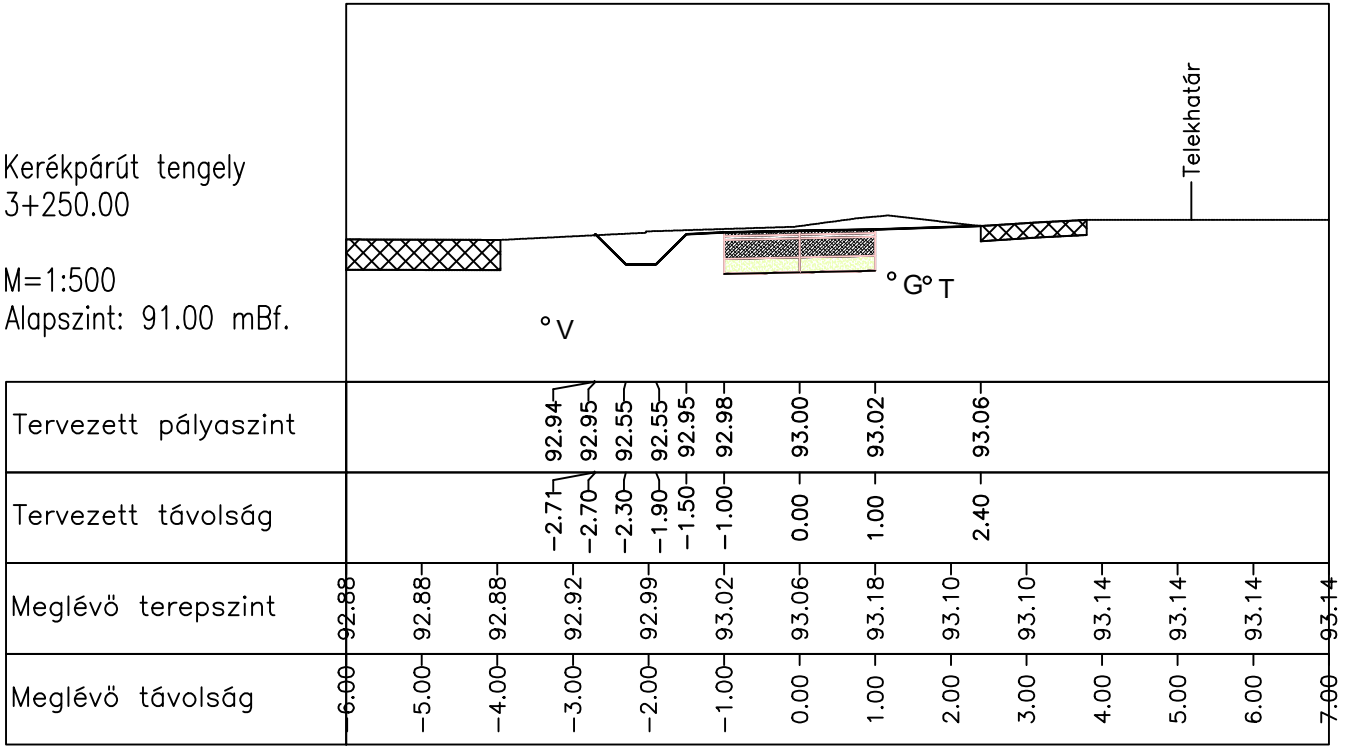 Telekhatár
Kerékpárút tengely
3+250.00
M=1:500
Alapszint: 91.00 mBf.
G T
V
Tervezett pályaszint 92.94 92.95 92.55 92.55 92.95 92.98 93.00 93.02 93.06
Tervezett távolság -2.71 -2.70 -2.30 -1.90 -1.50 -1.00 0.00 1.00 2.40
Meglévő terepszint 92.88 92.88 92.88 92.92 92.99 93.02 93.06 93.18 93.10 93.10 93.14 93.14 93.14 93.14
Meglévő távolság -6.00 -5.00 -4.00 -3.00 -2.00 -1.00 0.00 1.00 2.00 3.00 4.00 5.00 6.00 7.00